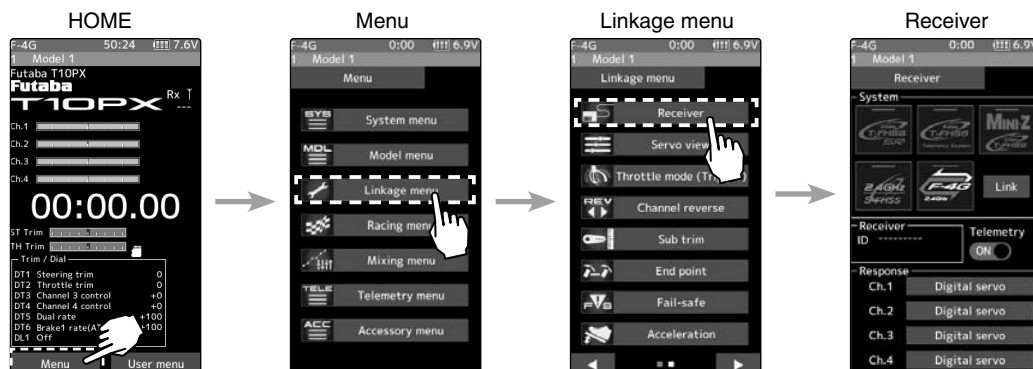 HOME
F-4G 50:24 7.6V
1 Model 1
Futaba T10PX
Futaba
T10PX
Rx
---
Ch.1
Ch.2
Ch.3
Ch.4
00:00.00
ST Trim
TH Trim
Trim / Dial
DT1 Steering trim 0
DT2 Throttle trim 0
DT3 Channel 3 control +0
DT4 Channel 4 control +0
DT5 Dual rate +100
DT6 Brake1 rate(AT +100
DL1 Off
Menu User menu
Menu
F-4G 0:00 6.9V
1 Model 1
Menu
SYS System menu
MDL Model menu
Linkage menu
Racing menu
Mixing menu
TELE Telemetry menu
ACC Accessory menu
Linkage menu
F-4G 0:00 6.9V
1 Model 1
Linkage menu
Receiver
Servo view
Throttle mode (Tr
REV Channel reverse
Sub trim
End point
F/S Fail-safe
Acceleration
Receiver
F-4G 0:00 6.9V
1 Model 1
Receiver
System
T-FHSS SR
T-FHSS Telemetry System
MINI-Z T-FHSS
2.4GHz S-FHSS
F-4G 2.4GHz
Link
Receiver
ID ---------
Telemetry
ON
Response
Ch.1 Digital servo
Ch.2 Digital servo
Ch.3 Digital servo
Ch.4 Digital servo